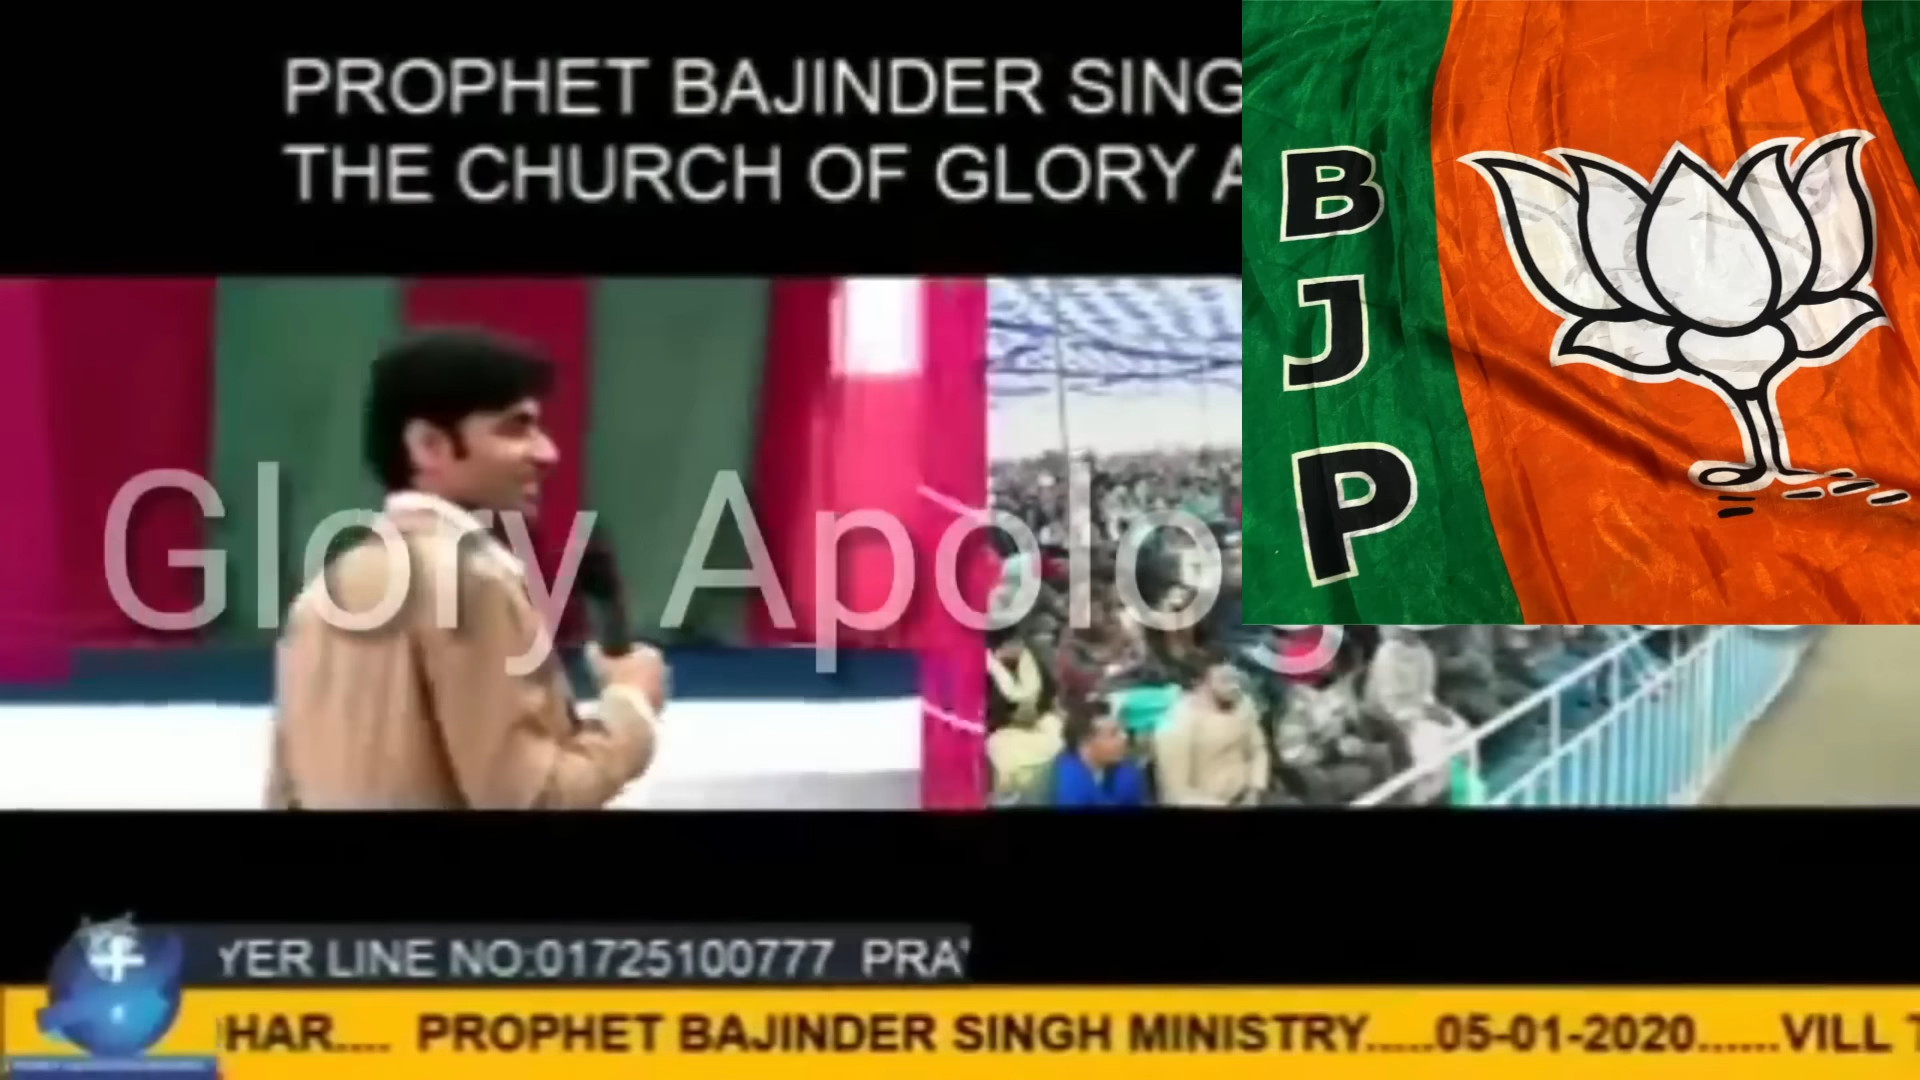 PROPHET BAJINDER SING
THE CHURCH OF GLORY A
B
J
P
Glory Apolog
YER LINE NO:01725100777 PRA
HAR.... PROPHET BAJINDER SINGH MINISTRY.....05-01-2020......VILL